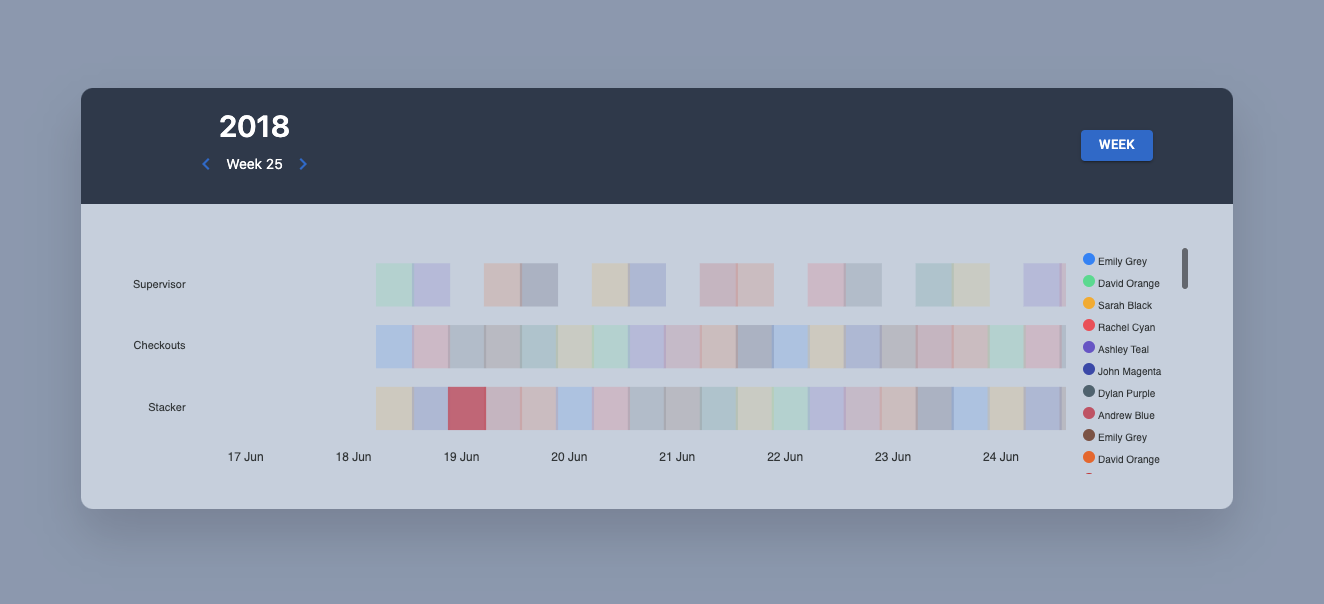 2018
Week 25
WEEK
Supervisor
Checkouts
Stacker
17 Jun 18 Jun 19 Jun 20 Jun 21 Jun 22 Jun 23 Jun 24 Jun
Emily Grey
David Orange
Sarah Black
Rachel Cyan
Ashley Teal
John Magenta
Dylan Purple
Andrew Blue
Emily Grey
David Orange